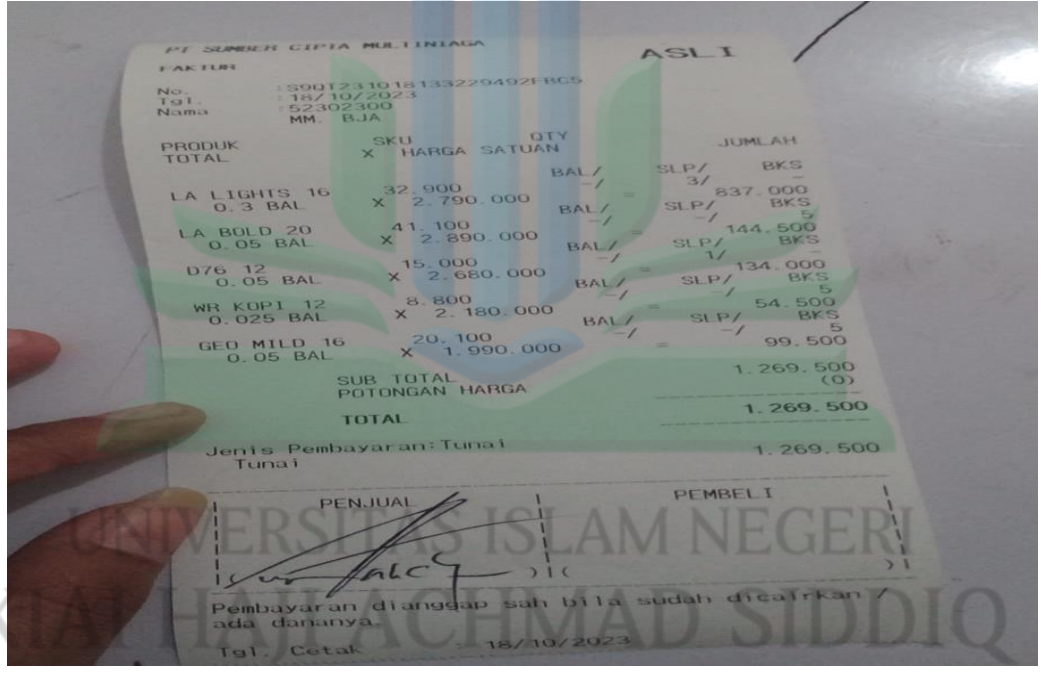 PT SUMBER CIPTA MULTINIAGA
ASLI
FAKTUR
No. :S9QT231018133229492FBC5
Tgl. :18/10/2023
Nama :52302300
MM. BJA
PRODUK SKU QTY JUMLAH
TOTAL X HARGA SATUAN
BAL/ SLP/ BKS
LA LIGHTS 16 32.900 -/ 3/ -
0.3 BAL X 2.790.000 = 837.000
BAL/ SLP/ BKS
LA BOLD 20 41.100 -/ -/ 5
0.05 BAL X 2.890.000 = 144.500
BAL/ SLP/ BKS
D76 12 15.000 -/ 1/ -
0.05 BAL X 2.680.000 = 134.000
BAL/ SLP/ BKS
WR KOPI 12 8.800 -/ -/ 5
0.025 BAL X 2.180.000 = 54.500
BAL/ SLP/ BKS
GEO MILD 16 20.100 -/ -/ 5
0.05 BAL X 1.990.000 = 99.500
SUB TOTAL 1.269.500
POTONGAN HARGA (0)
TOTAL 1.269.500
Jenis Pembayaran:Tunai 1.269.500
Tunai
PENJUAL PEMBELI
UNIVERSITAS ISLAM NEGERI
Pembayaran dianggap sah bila sudah dicairkan /
ada dananya.
KIAI HAJI ACHMAD SIDDIQ
Tgl. Cetak : 18/10/2023